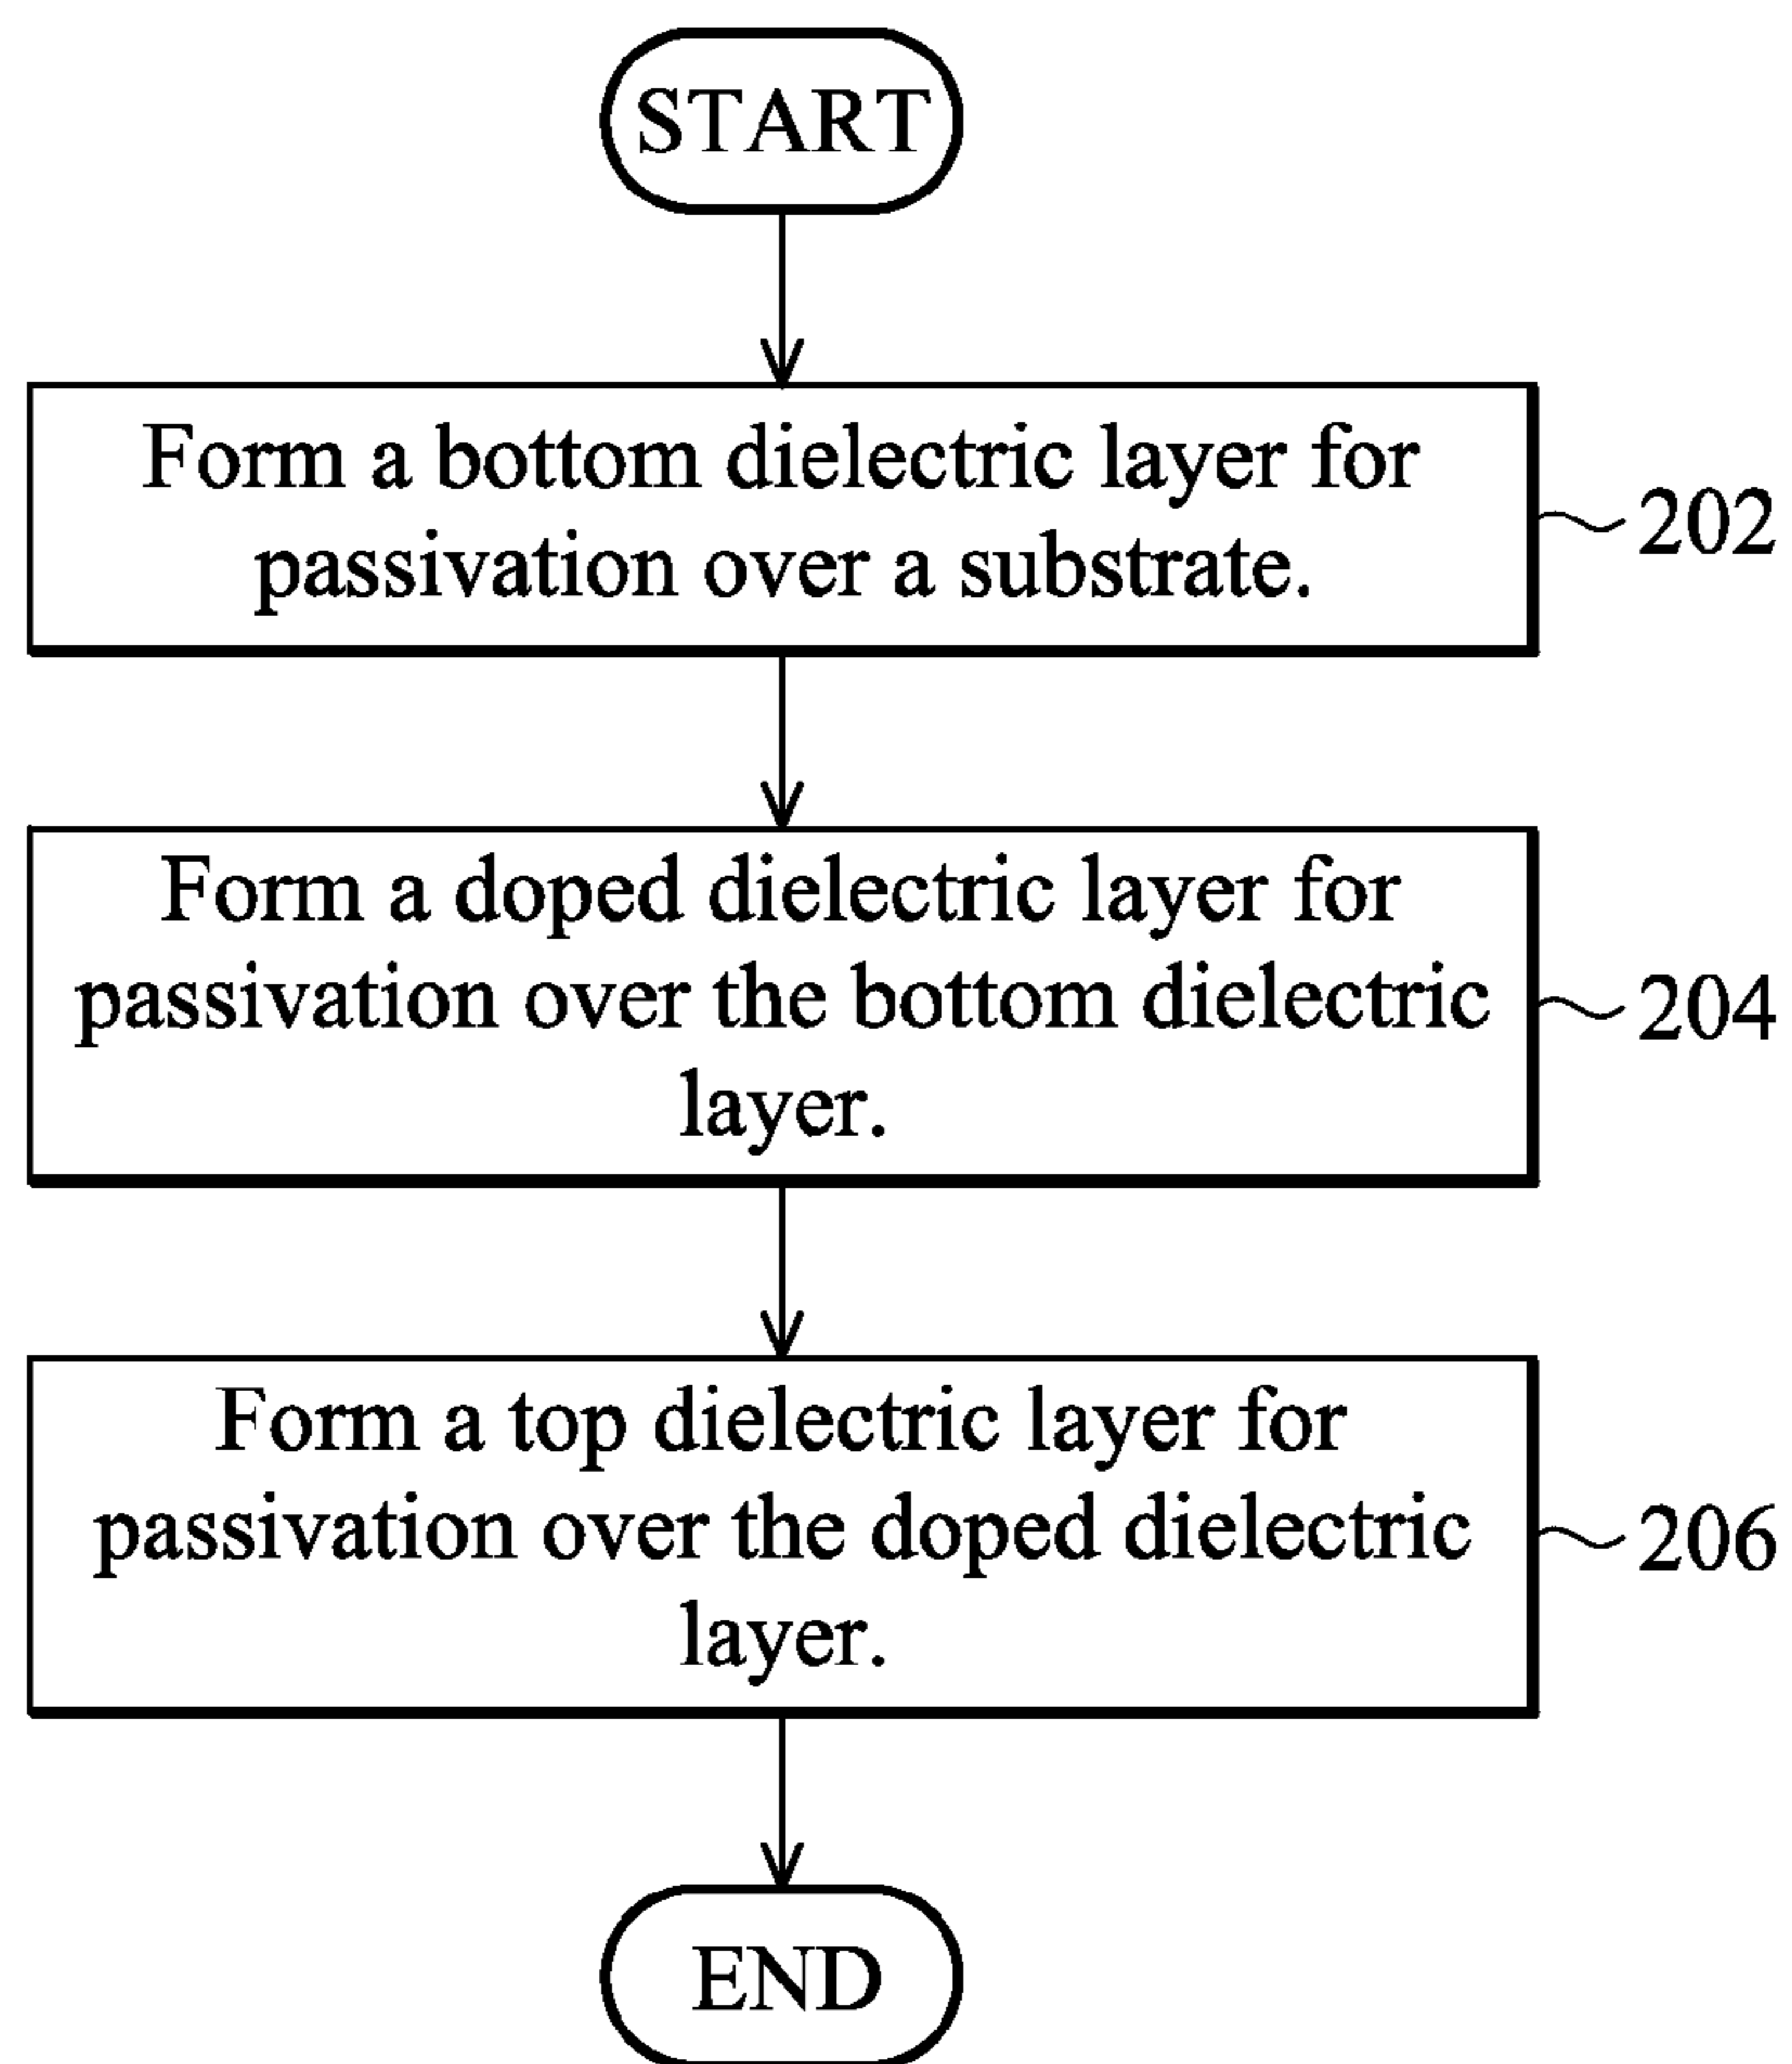 START
Form a bottom dielectric layer for
passivation over a substrate.
202
Form a doped dielectric layer for
passivation over the bottom dielectric
layer.
204
Form a top dielectric layer for
passivation over the doped dielectric
layer.
206
END